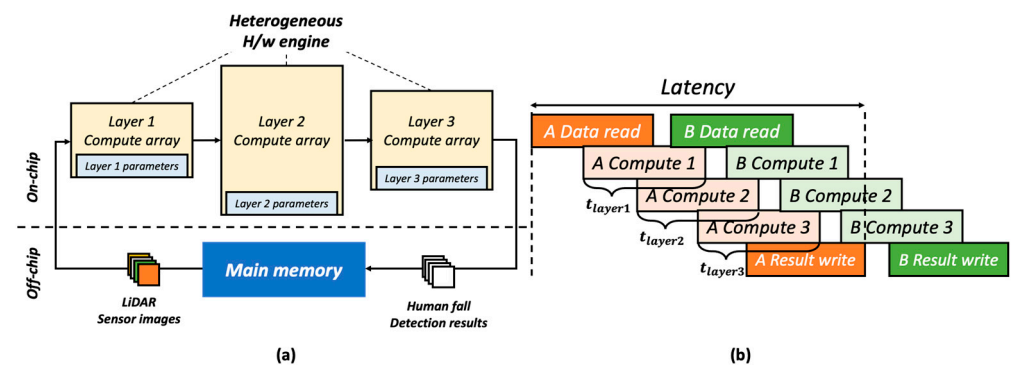 Heterogeneous
H/w engine
Layer 1
Compute array
Layer 1 parameters
Layer 2
Compute array
Layer 2 parameters
Layer 3
Compute array
Layer 3 parameters
On-chip
Off-chip
Main memory
LiDAR
Sensor images
Human fall
Detection results
(a)
Latency
A Data read
B Data read
A Compute 1
B Compute 1
tlayer1
A Compute 2
B Compute 2
tlayer2
A Compute 3
B Compute 3
tlayer3
A Result write
B Result write
(b)